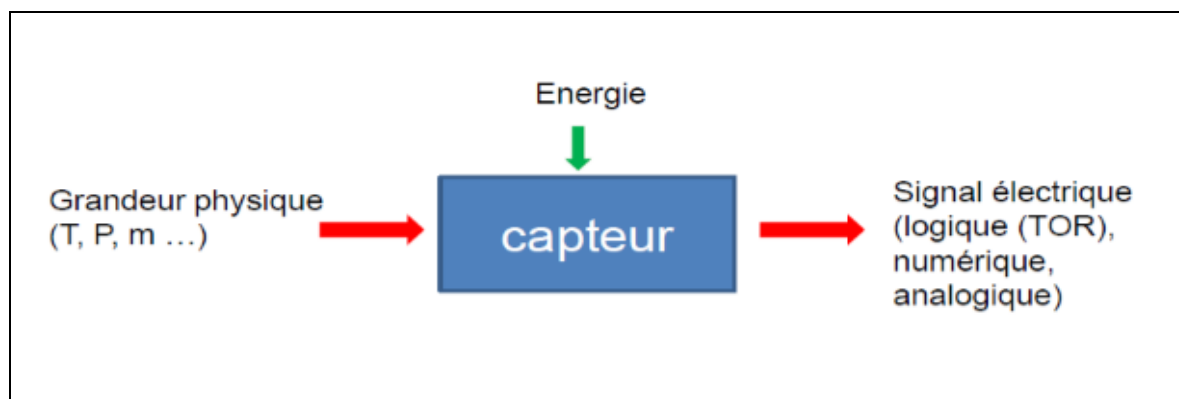 Energie
Grandeur physique
(T, P, m ...)
capteur
Signal électrique
(logique (TOR),
numérique,
analogique)